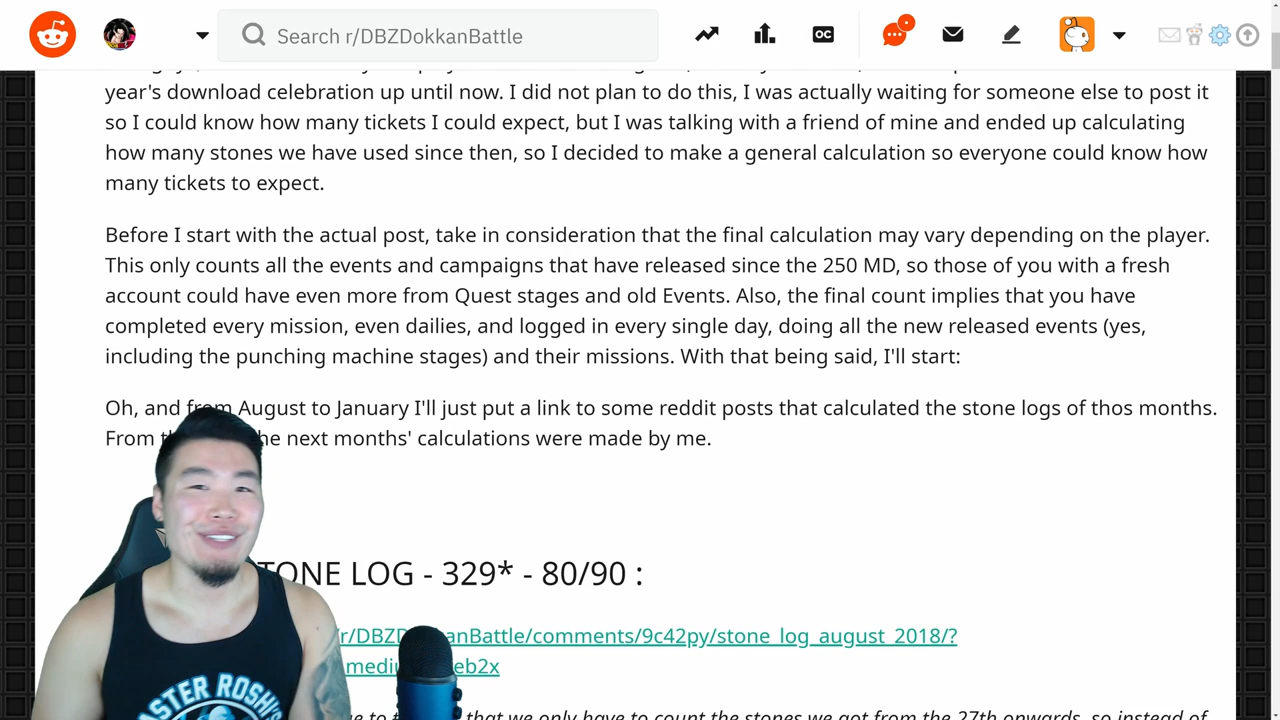 Search r/DBZDokkanBattle
OC
year's download celebration up until now. I did not plan to do this, I was actually waiting for someone else to post it
so I could know how many tickets I could expect, but I was talking with a friend of mine and ended up calculating
how many stones we have used since then, so I decided to make a general calculation so everyone could know how
many tickets to expect.
Before I start with the actual post, take in consideration that the final calculation may vary depending on the player.
This only counts all the events and campaigns that have released since the 250 MD, so those of you with a fresh
account could have even more from Quest stages and old Events. Also, the final count implies that you have
completed every mission, even dailies, and logged in every single day, doing all the new released events (yes,
including the punching machine stages) and their missions. With that being said, I'll start:
Oh, and from August to January I'll just put a link to some reddit posts that calculated the stone logs of thos months.
From the next months' calculations were made by me.
STONE LOG - 329* - 80/90 :
r/DBZDokkanBattle/comments/9c42py/stone_log_august_2018/?
that we only have to count the stones we got from the 27th onwards, so instead of